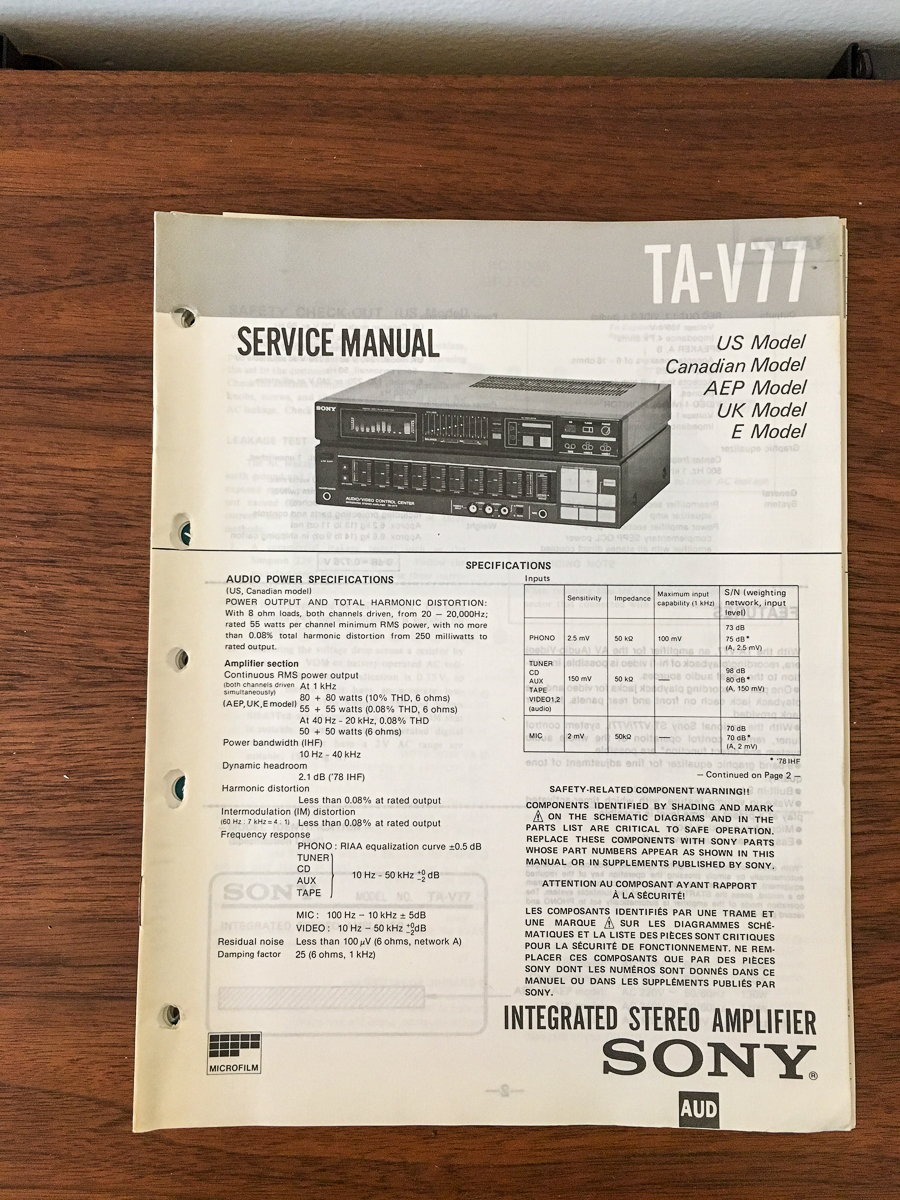 TA-V77
SERVICE MANUAL
US Model
Canadian Model
AEP Model
UK Model
E Model
SONY
AUDIO/VIDEO CONTROL CENTER
SPECIFICATIONS
AUDIO POWER SPECIFICATIONS
(US, Canadian model)
POWER OUTPUT AND TOTAL HARMONIC DISTORTION:
With 8 ohm loads, both channels driven, from 20 – 20,000Hz;
rated 55 watts per channel minimum RMS power, with no more
than 0.08% total harmonic distortion from 250 milliwatts to
rated output.
Amplifier section
Continuous RMS power output
(both channels driven simultaneously) At 1 kHz
(AEP,UK,E model) 80 + 80 watts (10% THD, 6 ohms)
55 + 55 watts (0.08% THD, 6 ohms)
At 40 Hz - 20 kHz, 0.08% THD
50 + 50 watts (6 ohms)
Power bandwidth (IHF)
10 Hz - 40 kHz
Dynamic headroom
2.1 dB ('78 IHF)
Harmonic distortion
Less than 0.08% at rated output
Intermodulation (IM) distortion
(60 Hz : 7 kHz = 4 : 1) Less than 0.08% at rated output
Frequency response
PHONO : RIAA equalization curve ±0.5 dB
TUNER
CD
AUX
TAPE
10 Hz - 50 kHz +0 -2 dB
MIC : 100 Hz – 10 kHz ± 5dB
VIDEO : 10 Hz – 50 kHz +0 -2 dB
Residual noise Less than 100 μV (6 ohms, network A)
Damping factor 25 (6 ohms, 1 kHz)
MICROFILM
Inputs
Sensitivity Impedance Maximum input capability (1 kHz) S/N (weighting network, input level)
PHONO 2.5 mV 50 kΩ 100 mV 73 dB 75 dB* (A, 2,5 mV)
TUNER CD AUX TAPE VIDEO1,2 (audio) 150 mV 50 kΩ — 98 dB 80 dB* (A, 150 mV)
MIC 2 mV 50kΩ — 70 dB 70 dB* (A, 2 mV)
* '78 IHF
– Continued on Page 2 –
SAFETY-RELATED COMPONENT WARNING!!
COMPONENTS IDENTIFIED BY SHADING AND MARK
⚠ ON THE SCHEMATIC DIAGRAMS AND IN THE
PARTS LIST ARE CRITICAL TO SAFE OPERATION.
REPLACE THESE COMPONENTS WITH SONY PARTS
WHOSE PART NUMBERS APPEAR AS SHOWN IN THIS
MANUAL OR IN SUPPLEMENTS PUBLISHED BY SONY.
ATTENTION AU COMPOSANT AYANT RAPPORT
À LA SÉCURITÉ!
LES COMPOSANTS IDENTIFIÉS PAR UNE TRAME ET
UNE MARQUE ⚠ SUR LES DIAGRAMMES SCHÉ-
MATIQUES ET LA LISTE DES PIÈCES SONT CRITIQUES
POUR LA SÉCURITÉ DE FONCTIONNEMENT. NE REM-
PLACER CES COMPOSANTS QUE PAR DES PIÈCES
SONY DONT LES NUMÉROS SONT DONNÉS DANS CE
MANUEL OU DANS LES SUPPLÉMENTS PUBLIÉS PAR
SONY.
INTEGRATED STEREO AMPLIFIER
SONY®
AUD